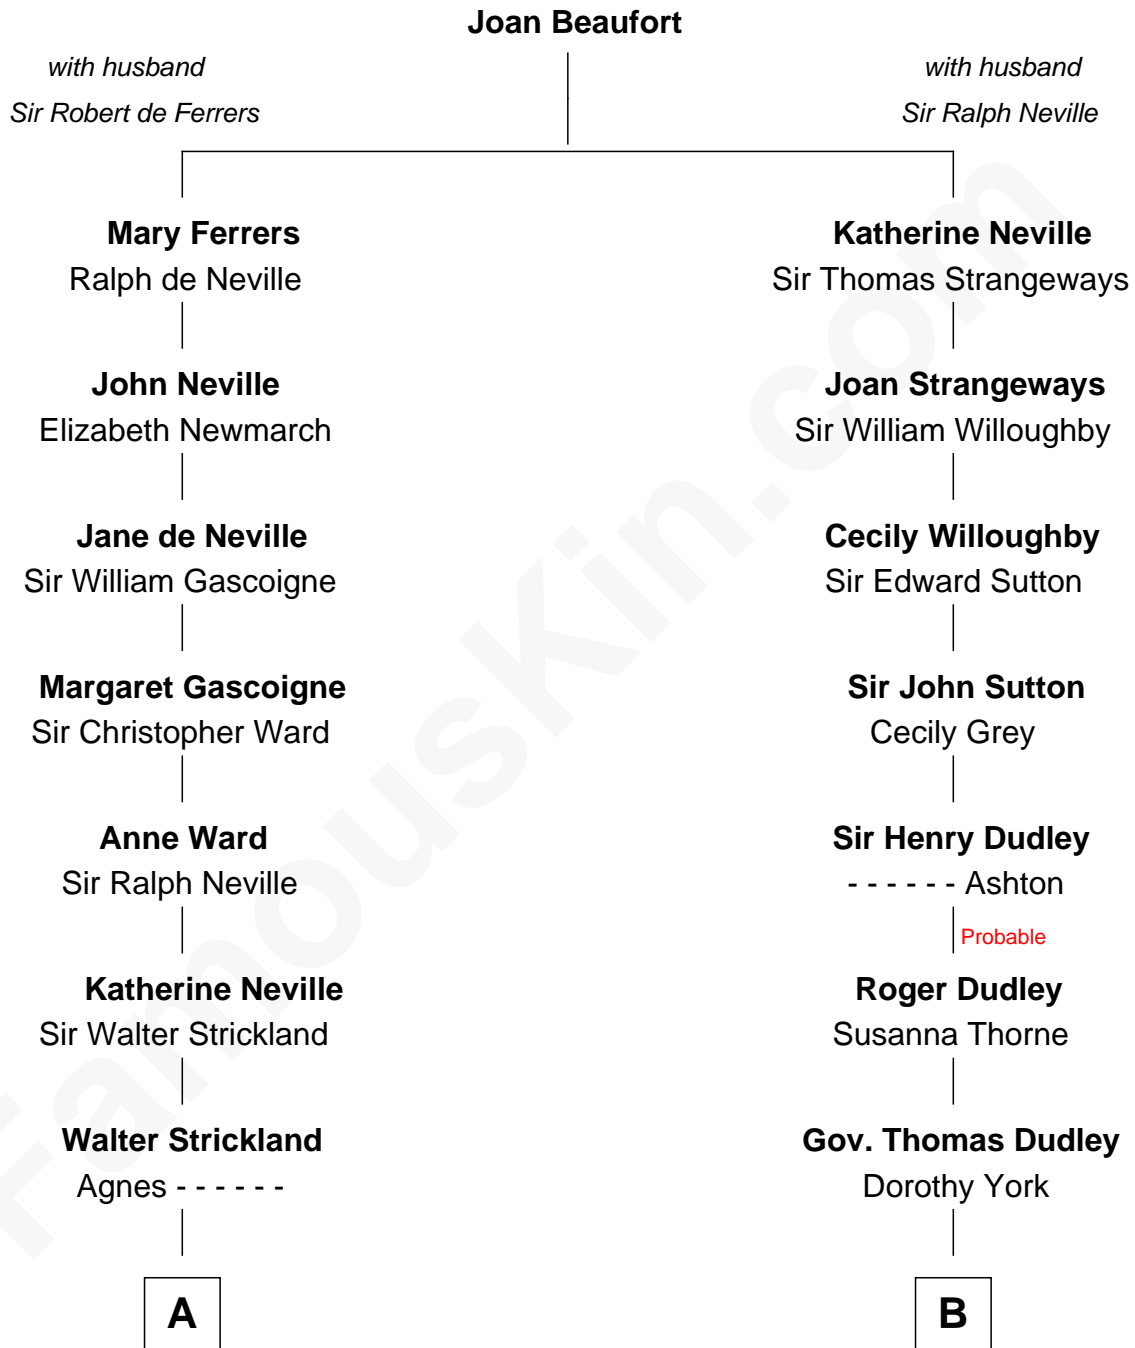 Joan Beaufort
with husband
Sir Robert de Ferrers
with husband
Sir Ralph Neville
Mary Ferrers
Ralph de Neville
Katherine Neville
Sir Thomas Strangeways
John Neville
Elizabeth Newmarch
Joan Strangeways
Sir William Willoughby
Jane de Neville
Sir William Gascoigne
Cecily Willoughby
Sir Edward Sutton
Margaret Gascoigne
Sir Christopher Ward
Sir John Sutton
Cecily Grey
Anne Ward
Sir Ralph Neville
Sir Henry Dudley
- - - - - - Ashton
Probable
Katherine Neville
Sir Walter Strickland
Roger Dudley
Susanna Thorne
Walter Strickland
Agnes - - - - - -
Gov. Thomas Dudley
Dorothy York
A
B
FamousKin.com